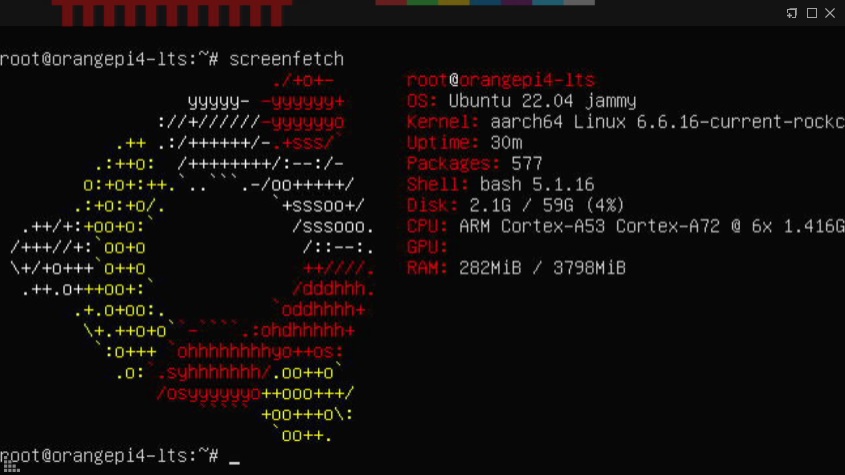 root@orangepi4-lts:~# screenfetch
./+o+-       root@orangepi4-lts
yyyyy- -yyyyyy+      OS: Ubuntu 22.04 jammy
://+//////-yyyyyyo      Kernel: aarch64 Linux 6.6.16-current-rockc
.++ .:/++++++/-.+sss/`      Uptime: 30m
.:++o:  /++++++++/:--:/-      Packages: 577
o:+o+:++.`..```.-/oo+++++/      Shell: bash 5.1.16
.:+o:+o/.          `+sssoo+/      Disk: 2.1G / 59G (4%)
.++/+:+oo+o:`             /sssooo.      CPU: ARM Cortex-A53 Cortex-A72 @ 6x 1.416G
/+++//+:`oo+o               /::--:.      GPU:
\+/+o+++`o++o               ++////.      RAM: 282MiB / 3798MiB
.++.o+++oo+:`             /dddhhh.
.+.o+oo:.          `oddhhhh+
\+.++o+o``-````.:ohdhhhhh+
`:o+++ `ohhhhhhhhyo++os:
.o:`.syhhhhhhh/.oo++o`
/osyyyyyyo++ooo+++/
````` +oo+++o\:
`oo++.
root@orangepi4-lts:~# _